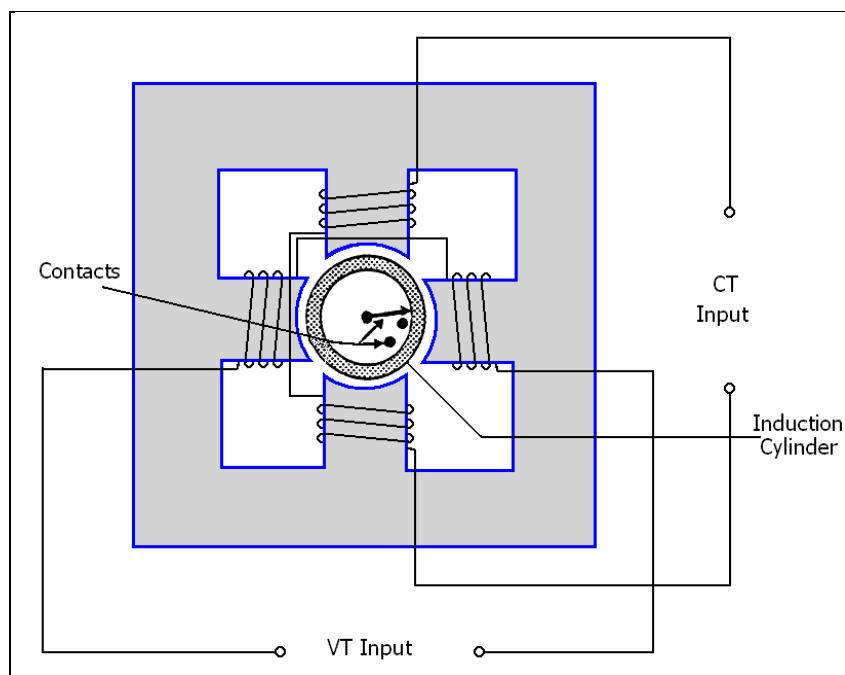 Contacts
CT
Input
Induction
Cylinder
VT Input